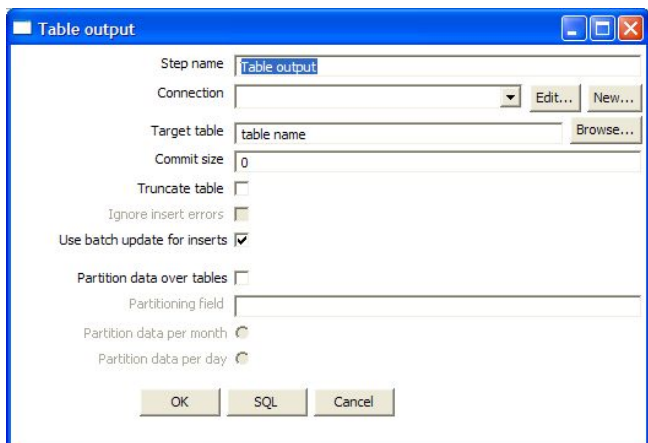 Table output
Step name Table output
Connection Edit... New...
Target table table name Browse...
Commit size 0
Truncate table
Ignore insert errors
Use batch update for inserts
Partition data over tables
Partitioning field
Partition data per month
Partition data per day
OK SQL Cancel